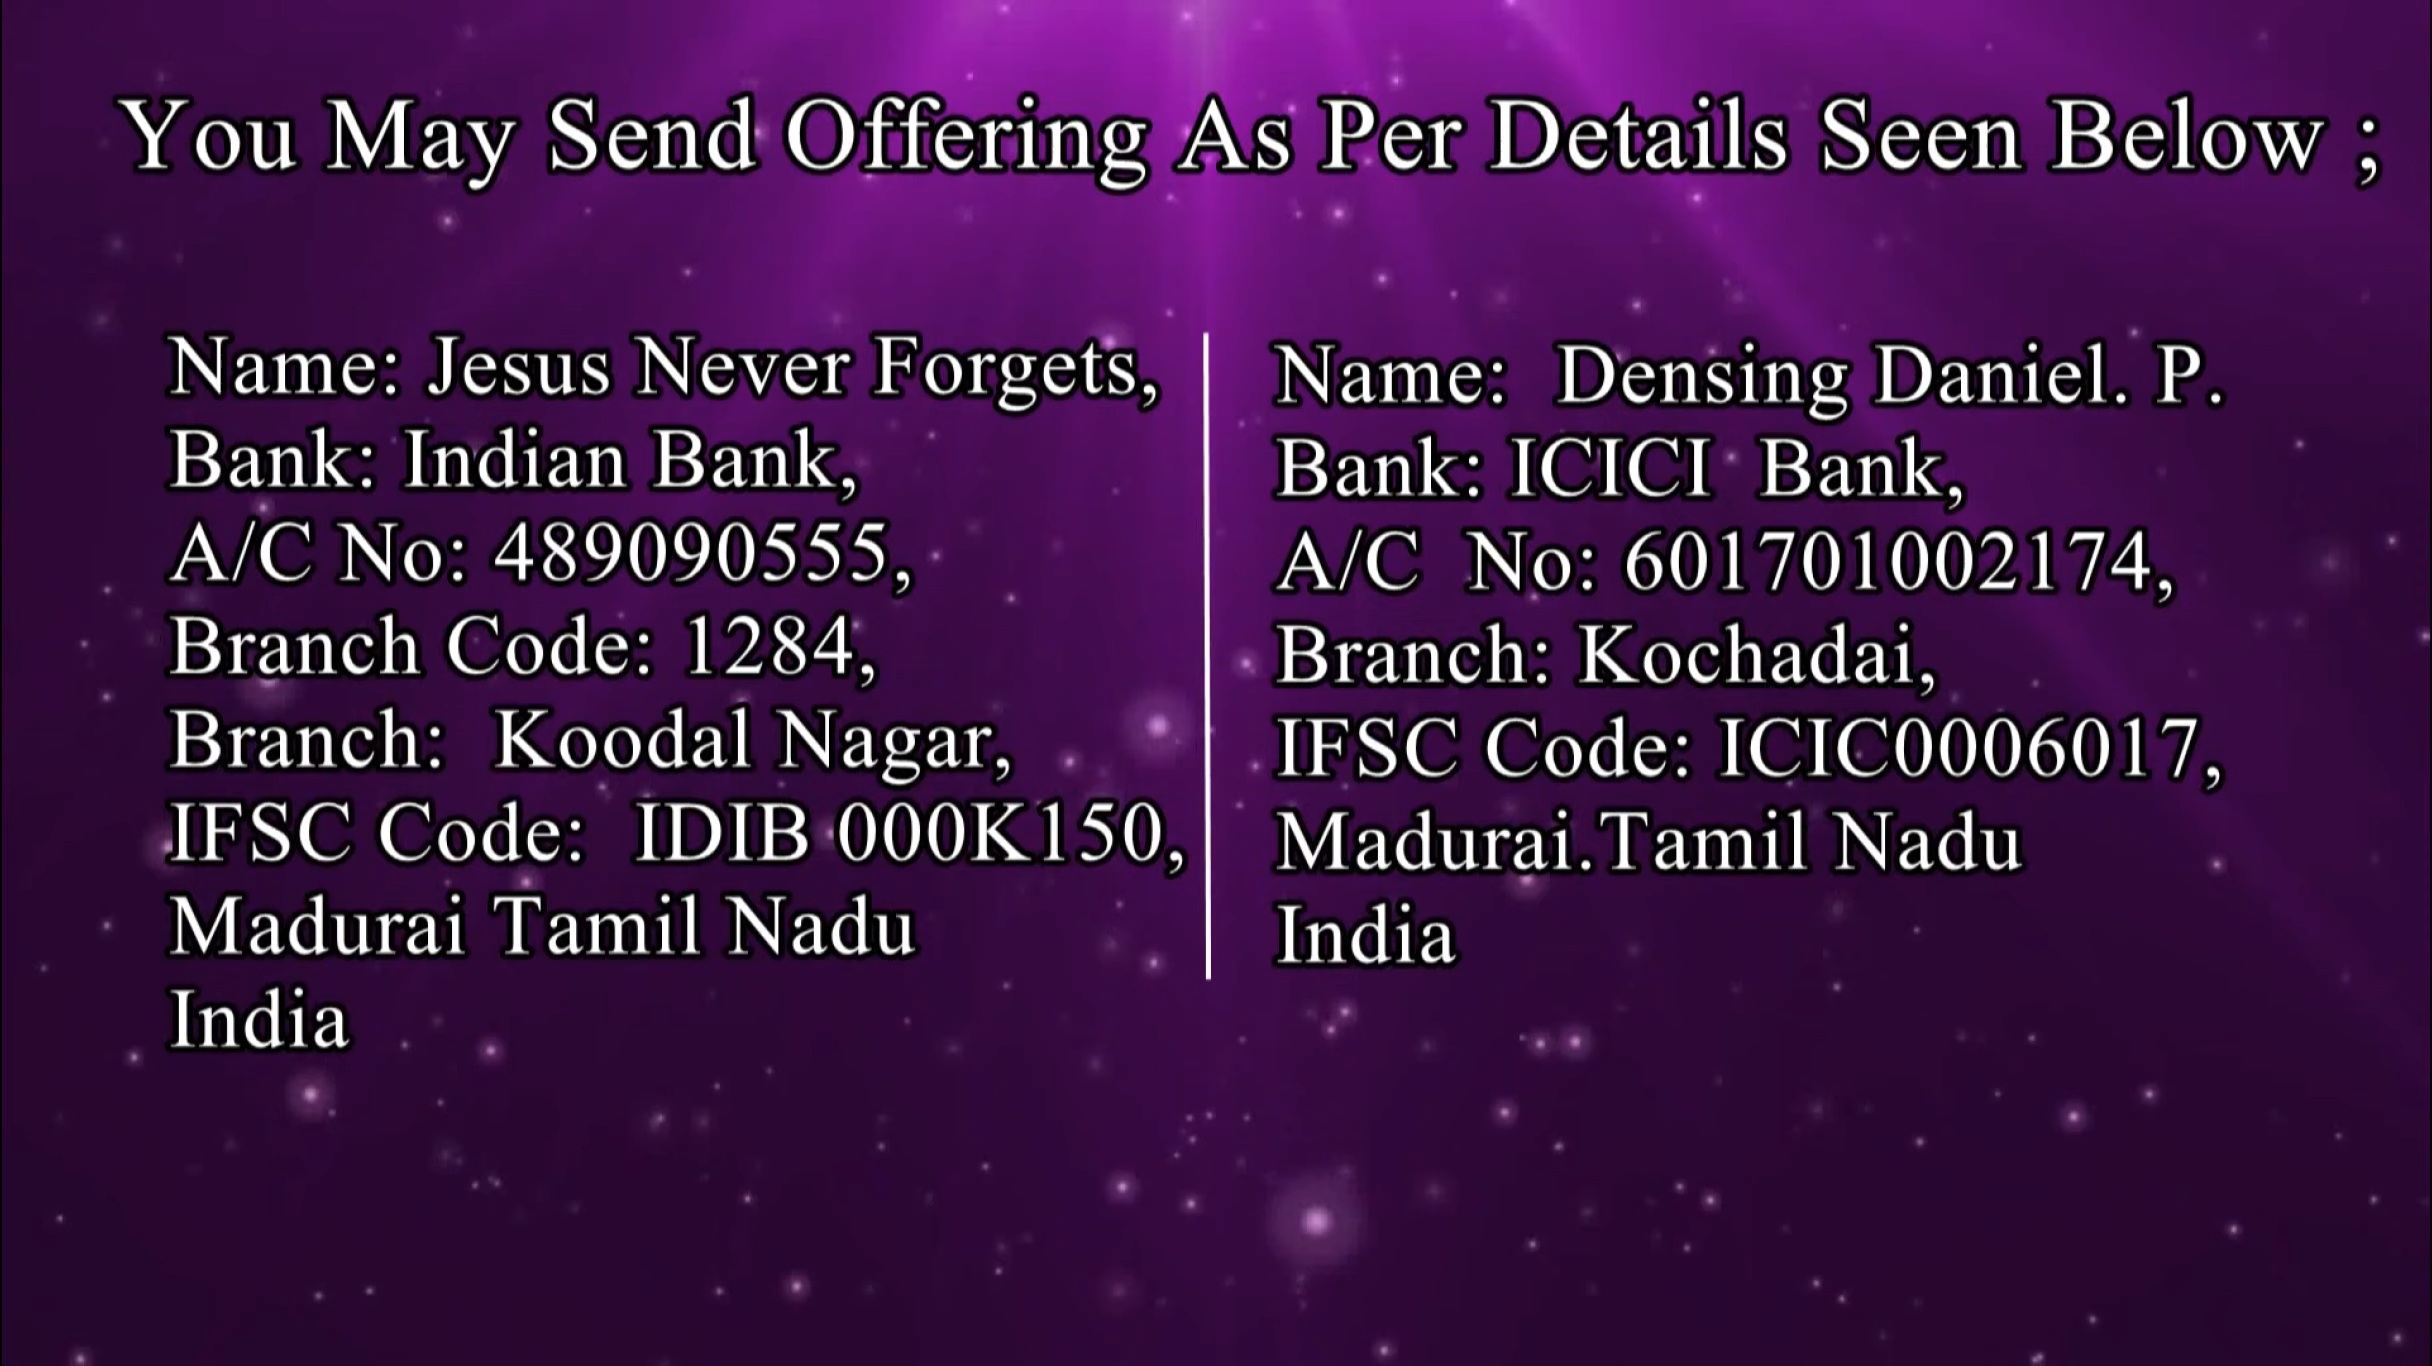 You May Send Offering As Per Details Seen Below ;
Name: Jesus Never Forgets,
Bank: Indian Bank,
A/C No: 489090555,
Branch Code: 1284,
Branch:  Koodal Nagar,
IFSC Code:  IDIB 000K150,
Madurai Tamil Nadu
India
Name:  Densing Daniel. P.
Bank: ICICI  Bank,
A/C  No: 601701002174,
Branch: Kochadai,
IFSC Code: ICIC0006017,
Madurai.Tamil Nadu
India